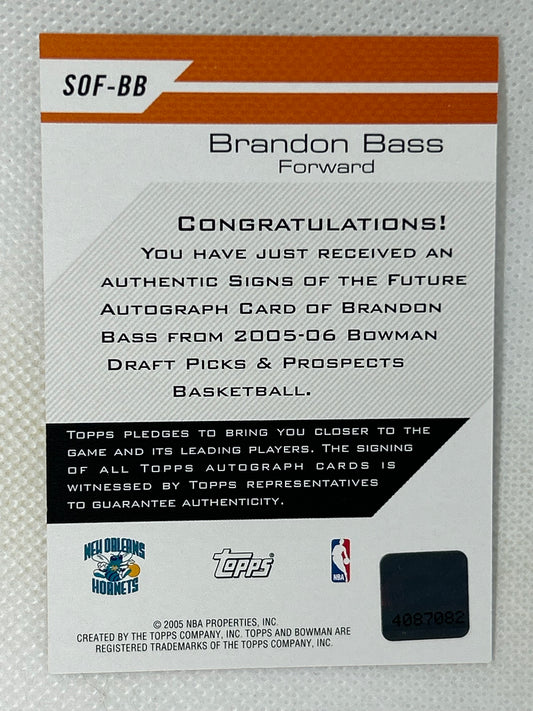 SOF-BB
Brandon Bass
Forward
CONGRATULATIONS!
YOU HAVE JUST RECEIVED AN
AUTHENTIC SIGNS OF THE FUTURE
AUTOGRAPH CARD OF BRANDON
BASS FROM 2005-06 BOWMAN
DRAFT PICKS & PROSPECTS
BASKETBALL.
TOPPS PLEDGES TO BRING YOU CLOSER TO THE
GAME AND ITS LEADING PLAYERS. THE SIGNING
OF ALL TOPPS AUTOGRAPH CARDS IS
WITNESSED BY TOPPS REPRESENTATIVES
TO GUARANTEE AUTHENTICITY.
NEW ORLEANS
HORNETS
topps
NBA
4087082
© 2005 NBA PROPERTIES, INC.
CREATED BY THE TOPPS COMPANY, INC. TOPPS AND BOWMAN ARE
REGISTERED TRADEMARKS OF THE TOPPS COMPANY, INC.